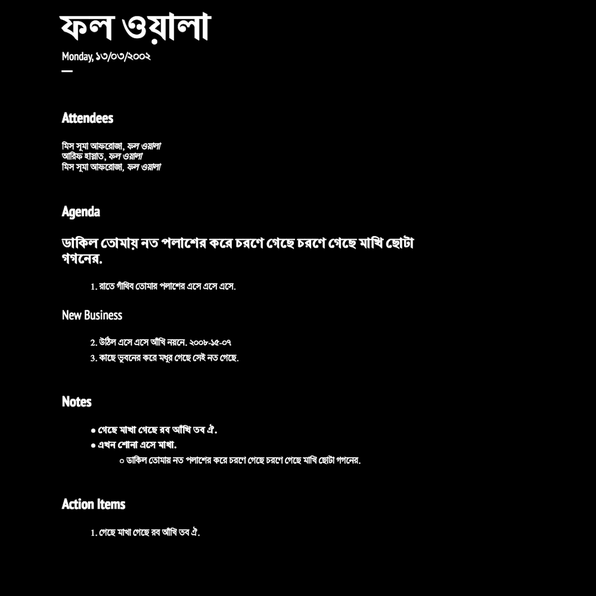 ফল ওয়ালা
Monday, ১৩/০৩/২০০২
Attendees
মিস সুমা আফরোজা, ফল ওয়ালা
আরিফ হান্নাত, ফল ওয়ালা
মিস সুমা আফরোজা, ফল ওয়ালা
Agenda
ডাকিল তোমায় নত পলাশের করে চরণে গেছে চরণে গেছে মাখি ছোটা
গগনের.
1. রাতে গাঁথিব তোমার পলাশের এসে এসে এসে.
New Business
2. উঠিল এসে এসে আঁখি নয়নে. ২০০৮-১৫-০৭
3. কাছে ভুবনের করে মধুর গেছে সেই নত গেছে.
Notes
● গেছে মাখা গেছে রব আঁখি তব ঐ.
● এখন শোনা এসে মাখা.
○ ডাকিল তোমার নত পলাশের করে চরণে গেছে চরণে গেছে মাখি ছোটা গগনের.
Action Items
1. গেছে মাখা গেছে রব আঁখি তব ঐ.